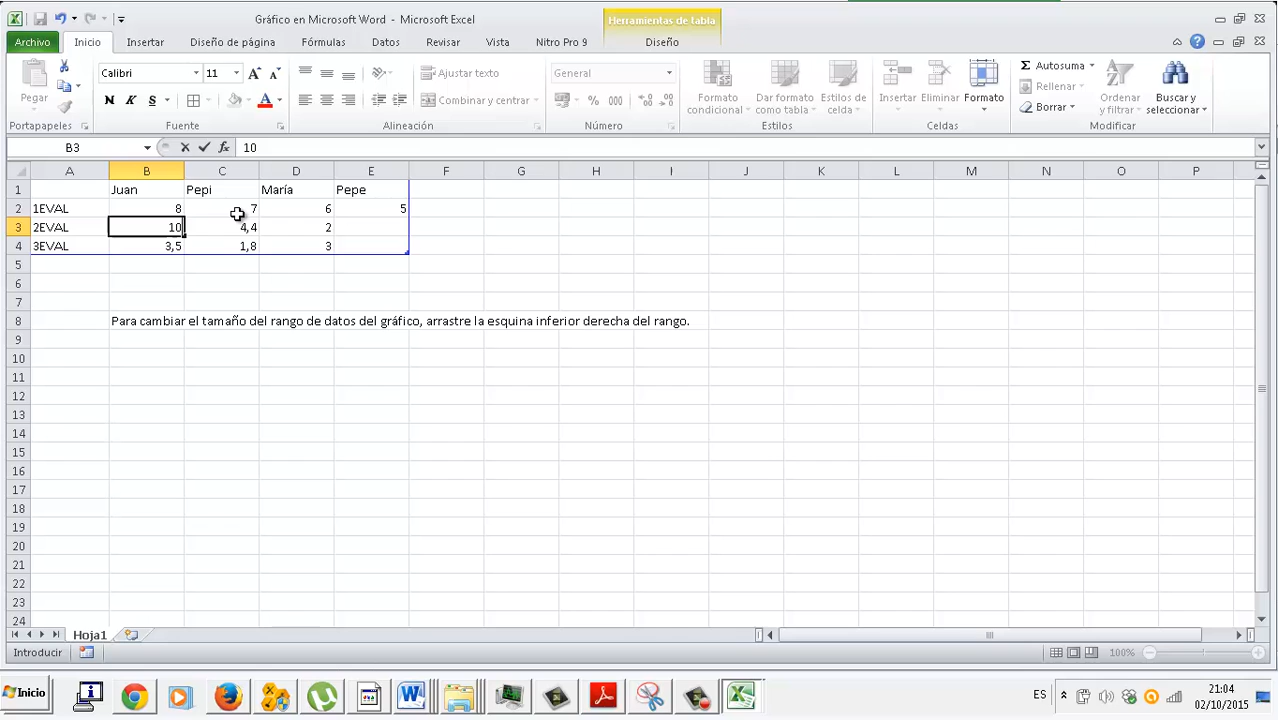 Gráfico en Microsoft Word - Microsoft Excel
Herramientas de tabla
Archivo Inicio Insertar Diseño de página Fórmulas Datos Revisar Vista Nitro Pro 9 Diseño
Pegar
Calibri 11
N K S A
Ajustar texto
Combinar y centrar
General
% 000
Formato condicional
Dar formato como tabla
Estilos de celda
Insertar Eliminar Formato
Σ Autosuma
Rellenar
Borrar
Ordenar y filtrar
Buscar y seleccionar
Portapapeles Fuente Alineación Número Estilos Celdas Modificar
B3 fx 10
A B C D E F G H I J K L M N O P
1 Juan Pepi María Pepe
2 1EVAL 8 7 6 5
3 2EVAL 10 4,4 2
4 3EVAL 3,5 1,8 3
5
6
7
8 Para cambiar el tamaño del rango de datos del gráfico, arrastre la esquina inferior derecha del rango.
9
10
11
12
13
14
15
16
17
18
19
20
21
22
23
24
Hoja1
Introducir 100%
Inicio ES 21:04
02/10/2015